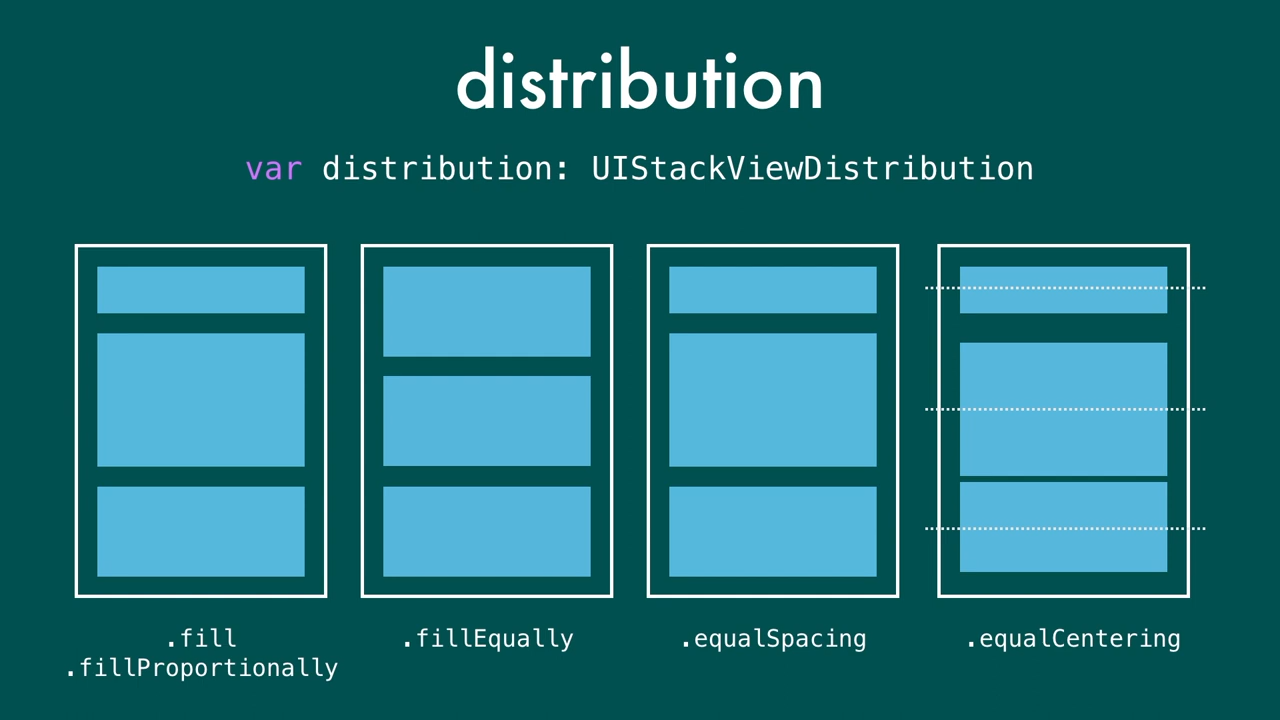 distribution
var distribution: UIStackViewDistribution
.fill
.fillProportionally
.fillEqually
.equalSpacing
.equalCentering